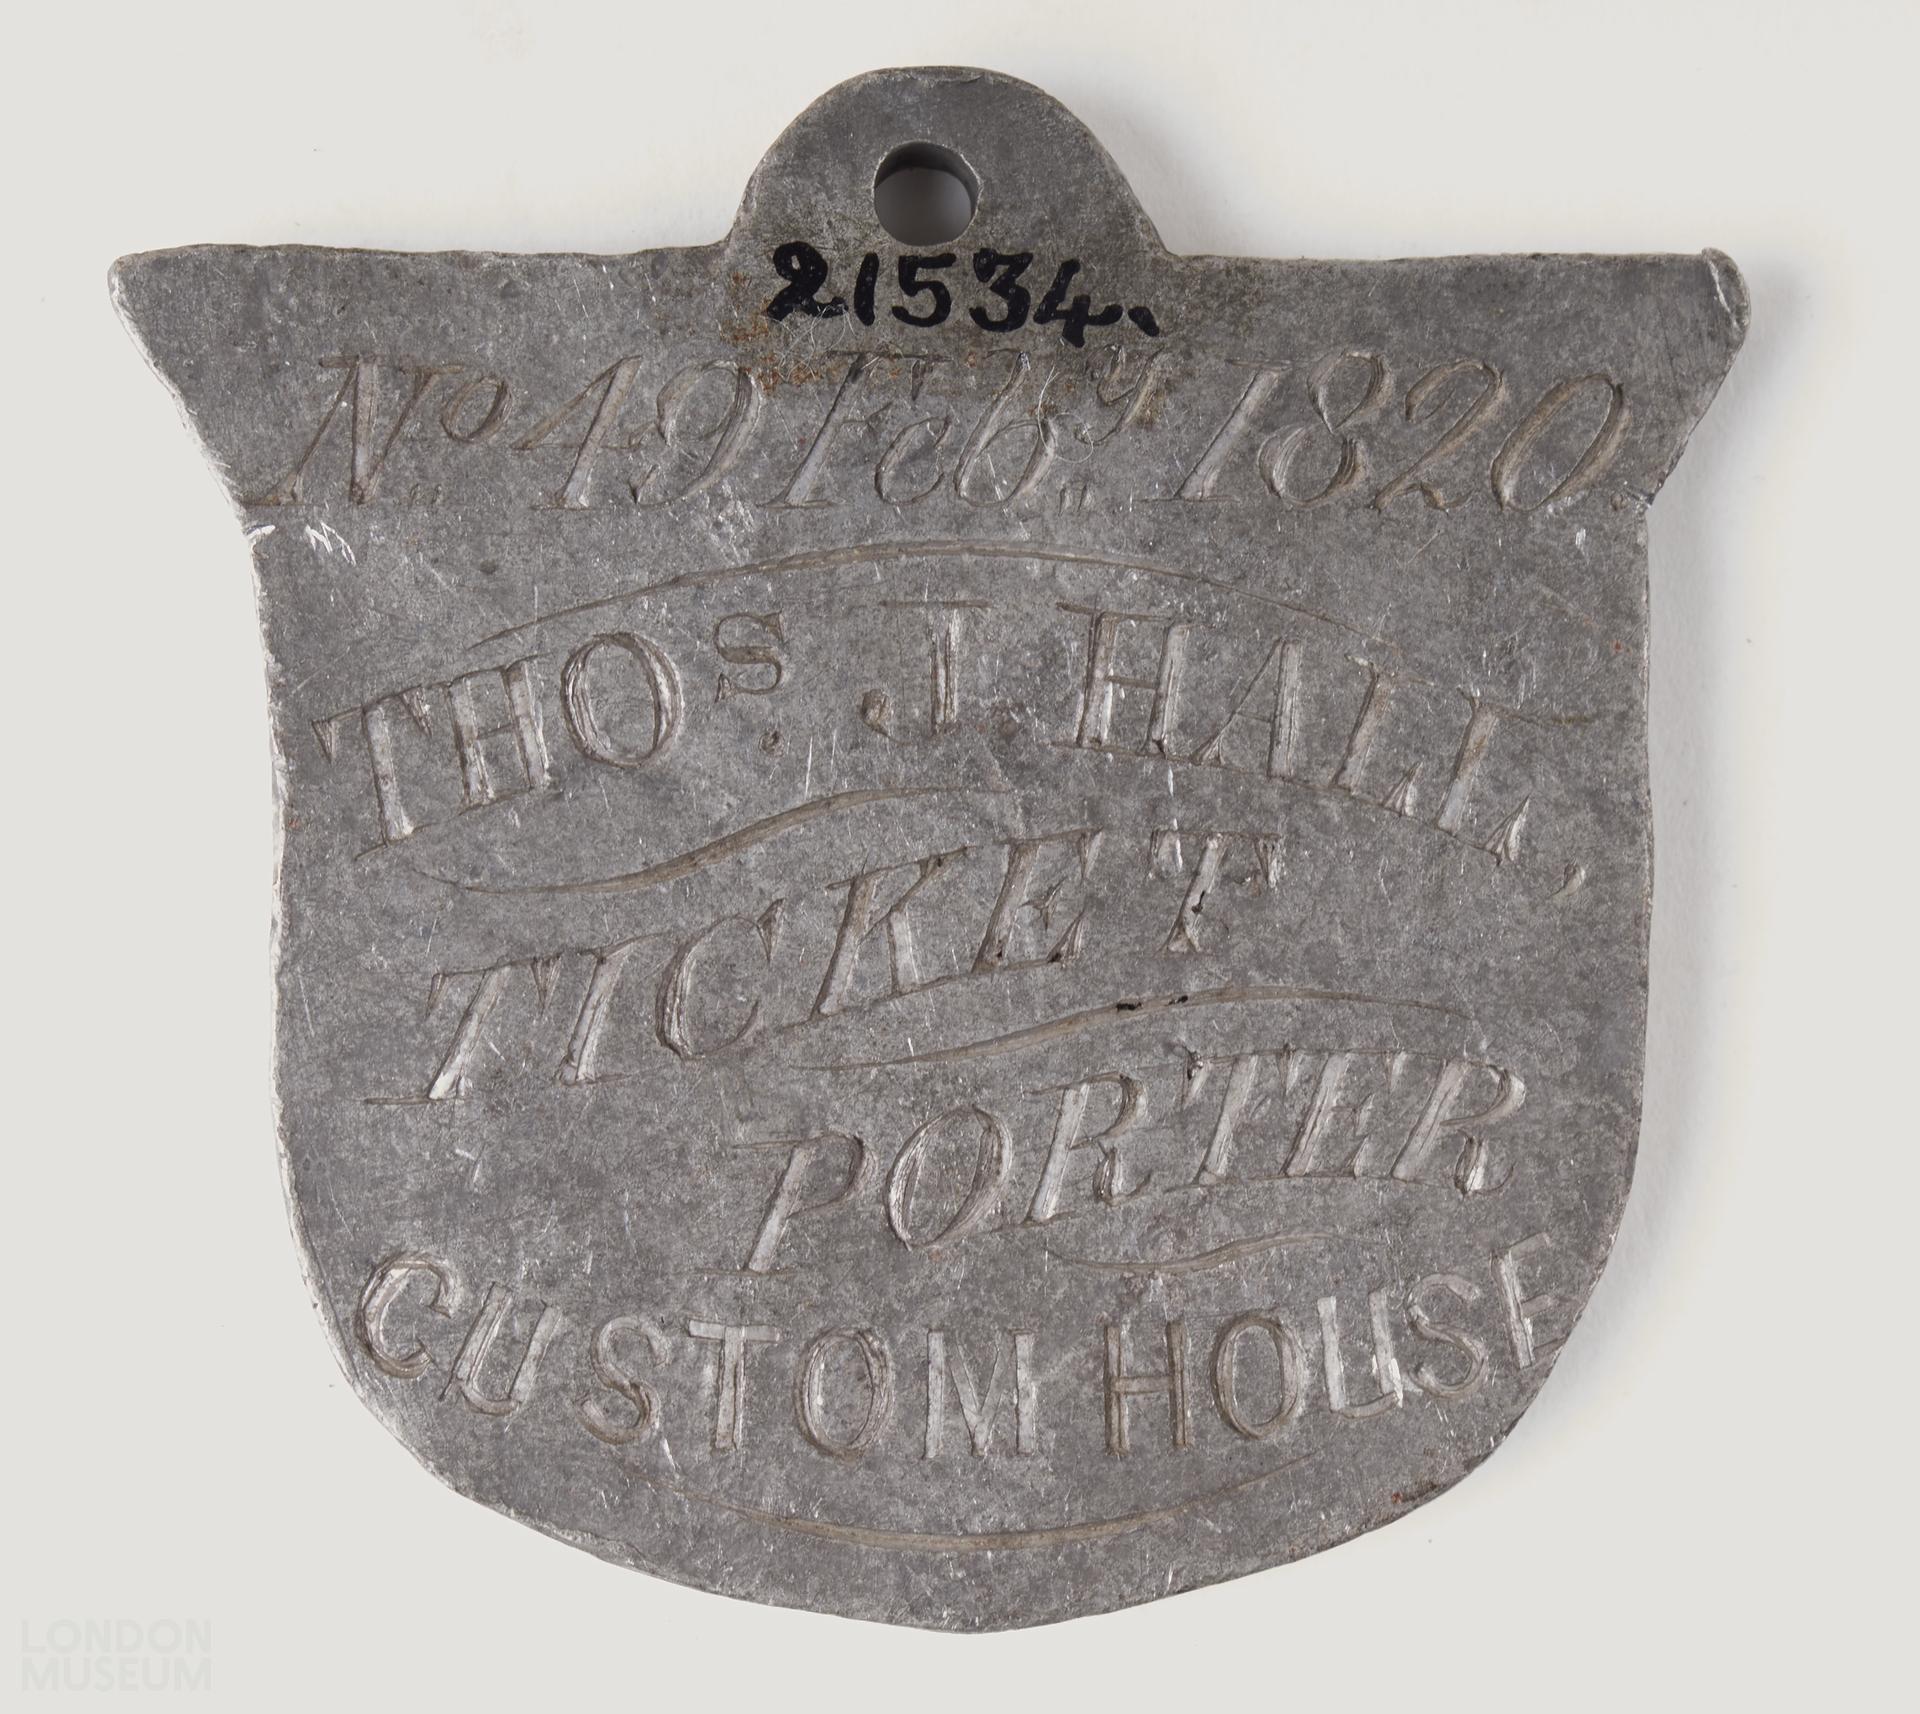 21534.
No 49 Feby 1820.
THOS. J. HALL,
TICKET
PORTER
CUSTOM HOUSE
LONDON
MUSEUM